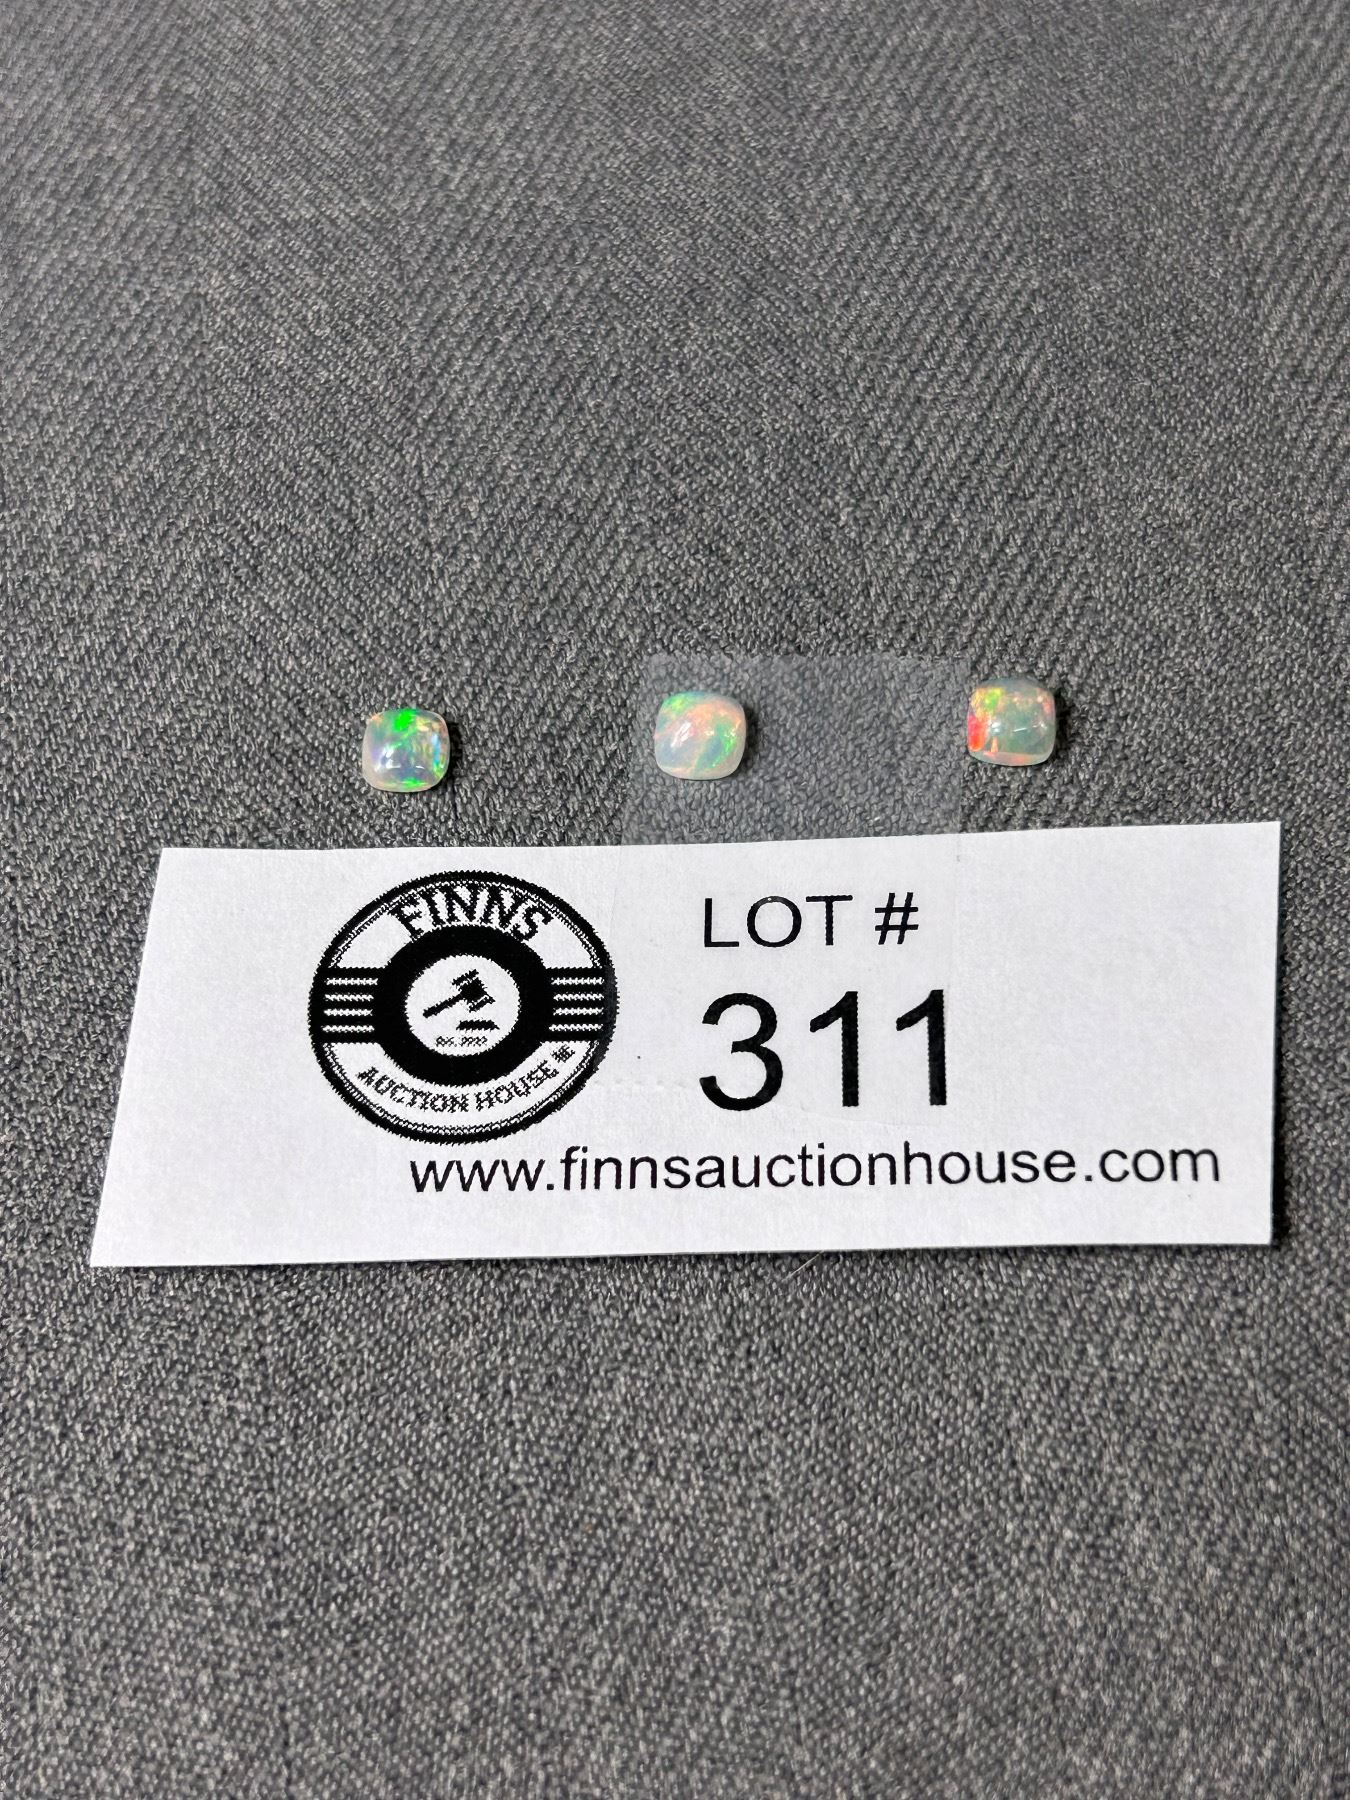 FINNS
AUCTION HOUSE
LOT #
311
www.finnsauctionhouse.com